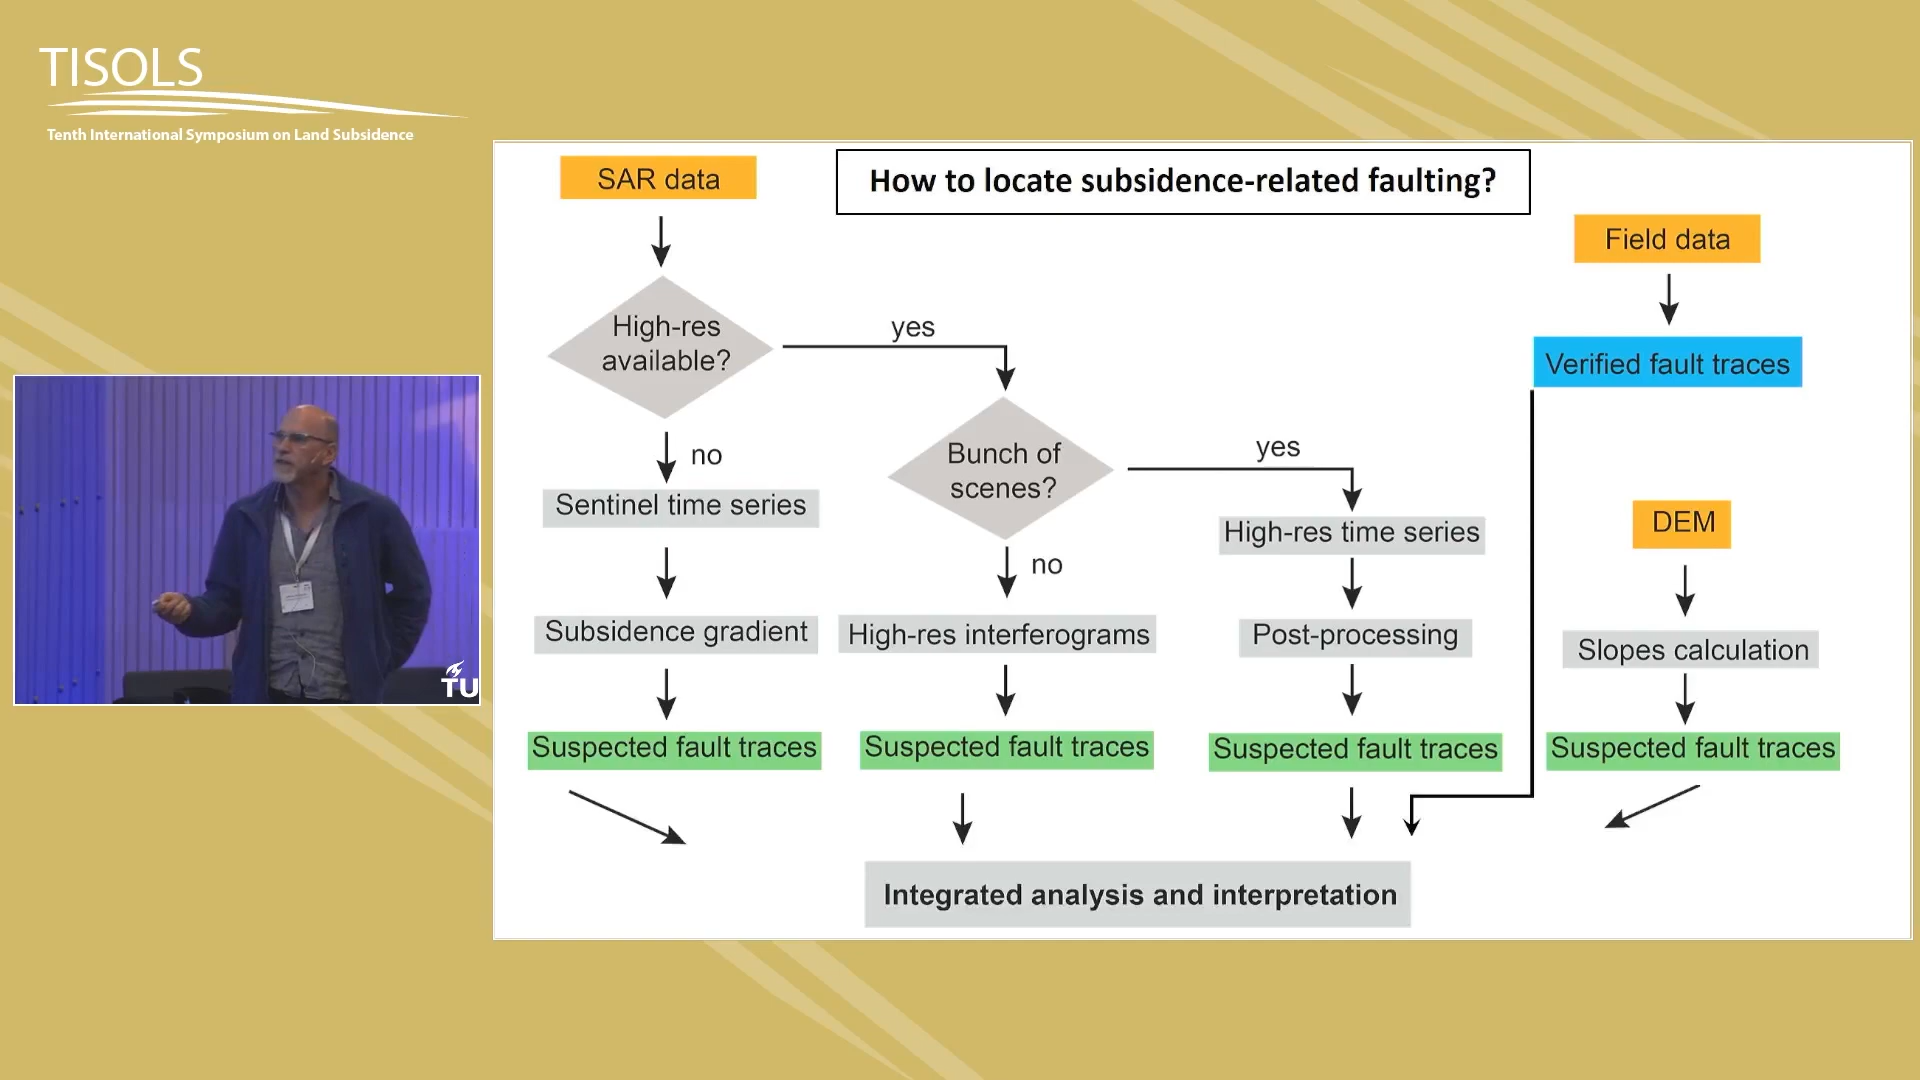 TISOLS
Tenth International Symposium on Land Subsidence
How to locate subsidence-related faulting?
SAR data
High-res
available?
yes
no
Sentinel time series
Subsidence gradient
Suspected fault traces
Bunch of
scenes?
yes
no
High-res interferograms
Suspected fault traces
High-res time series
Post-processing
Suspected fault traces
Field data
Verified fault traces
DEM
Slopes calculation
Suspected fault traces
Integrated analysis and interpretation
TU